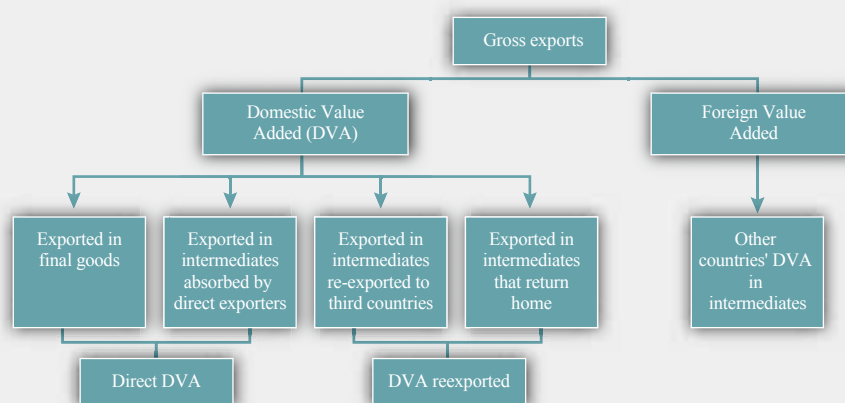 Gross exports
Domestic Value
Added (DVA)
Foreign Value
Added
Exported in
final goods
Exported in
intermediates
absorbed by
direct exporters
Exported in
intermediates
re-exported to
third countries
Exported in
intermediates
that return
home
Other
countries' DVA
in
intermediates
Direct DVA
DVA reexported